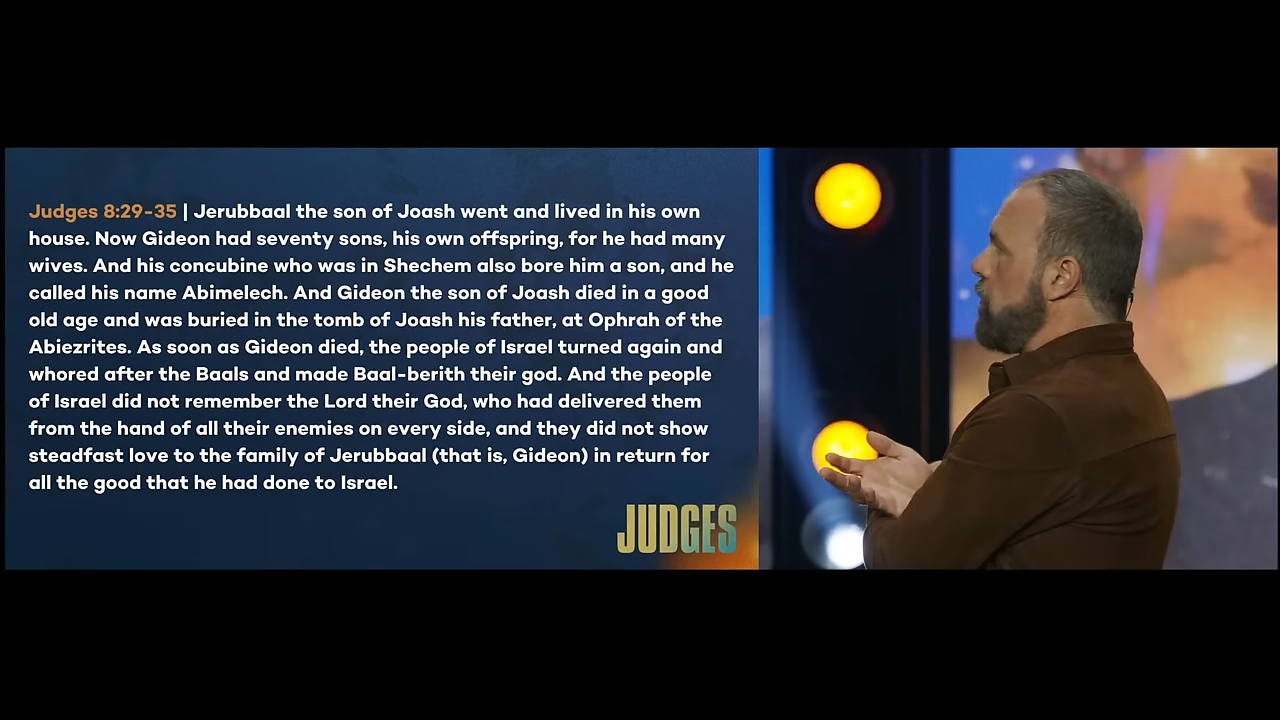 Judges 8:29-35 | Jerubbaal the son of Joash went and lived in his own
house. Now Gideon had seventy sons, his own offspring, for he had many
wives. And his concubine who was in Shechem also bore him a son, and he
called his name Abimelech. And Gideon the son of Joash died in a good
old age and was buried in the tomb of Joash his father, at Ophrah of the
Abiezrites. As soon as Gideon died, the people of Israel turned again and
whored after the Baals and made Baal-berith their god. And the people
of Israel did not remember the Lord their God, who had delivered them
from the hand of all their enemies on every side, and they did not show
steadfast love to the family of Jerubbaal (that is, Gideon) in return for
all the good that he had done to Israel.
JUDGES